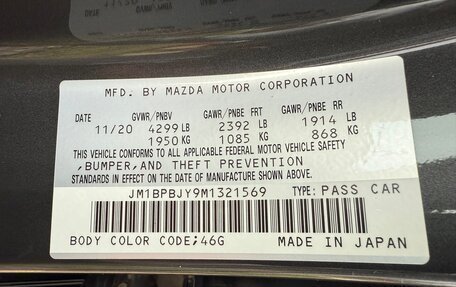 MFD. BY MAZDA MOTOR CORPORATION
DATE GVWR/PNBV GAWR/PNBE FRT GAWR/PNBE RR
11/20 4299 LB 2392 LB 1914 LB
1950 KG 1085 KG 868 KG
THIS VEHICLE CONFORMS TO ALL APPLICABLE FEDERAL MOTOR VEHICLE SAFETY
,BUMPER,AND THEFT PREVENTION
STANDARDS IN EFFECT ON THE DATE OF MANUFACTURE SHOWN ABOVE.
JM1BPBJY9M1321569 TYPE: PASS CAR
BODY COLOR CODE;46G MADE IN JAPAN